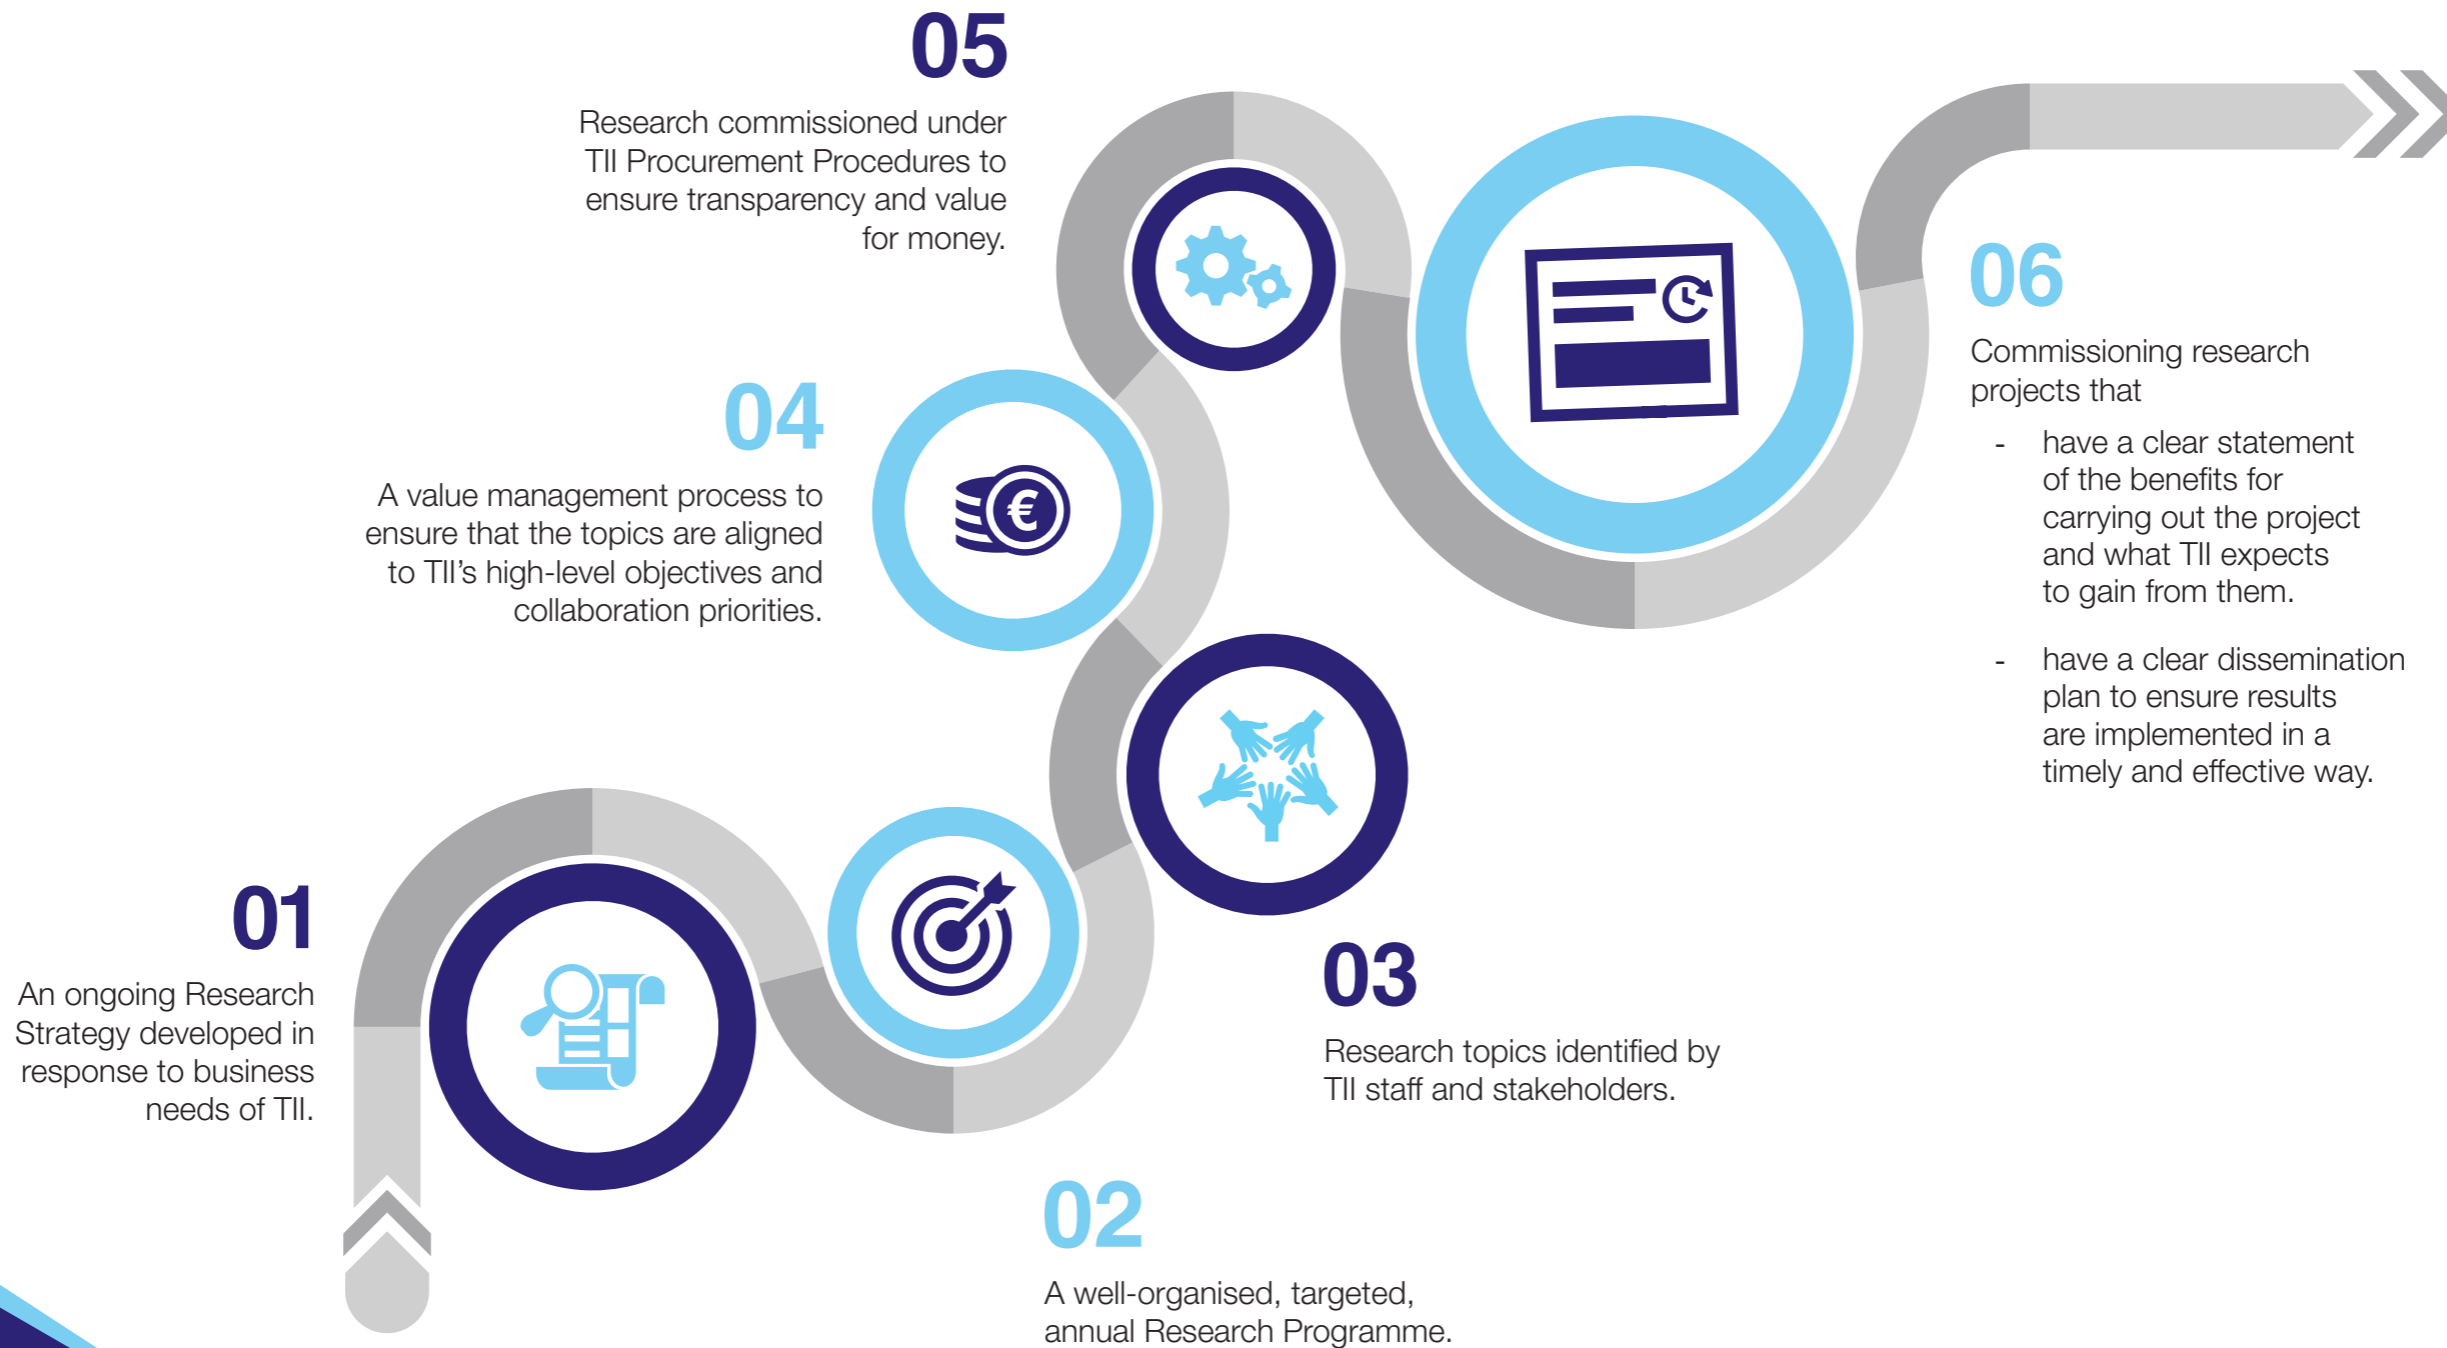 01
An ongoing Research
Strategy developed in
response to business
needs of TII.
02
A well-organised, targeted,
annual Research Programme.
03
Research topics identified by
TII staff and stakeholders.
04
A value management process to
ensure that the topics are aligned
to TII’s high-level objectives and
collaboration priorities.
€
05
Research commissioned under
TII Procurement Procedures to
ensure transparency and value
for money.
06
Commissioning research
projects that
- have a clear statement
of the benefits for
carrying out the project
and what TII expects
to gain from them.
- have a clear dissemination
plan to ensure results
are implemented in a
timely and effective way.